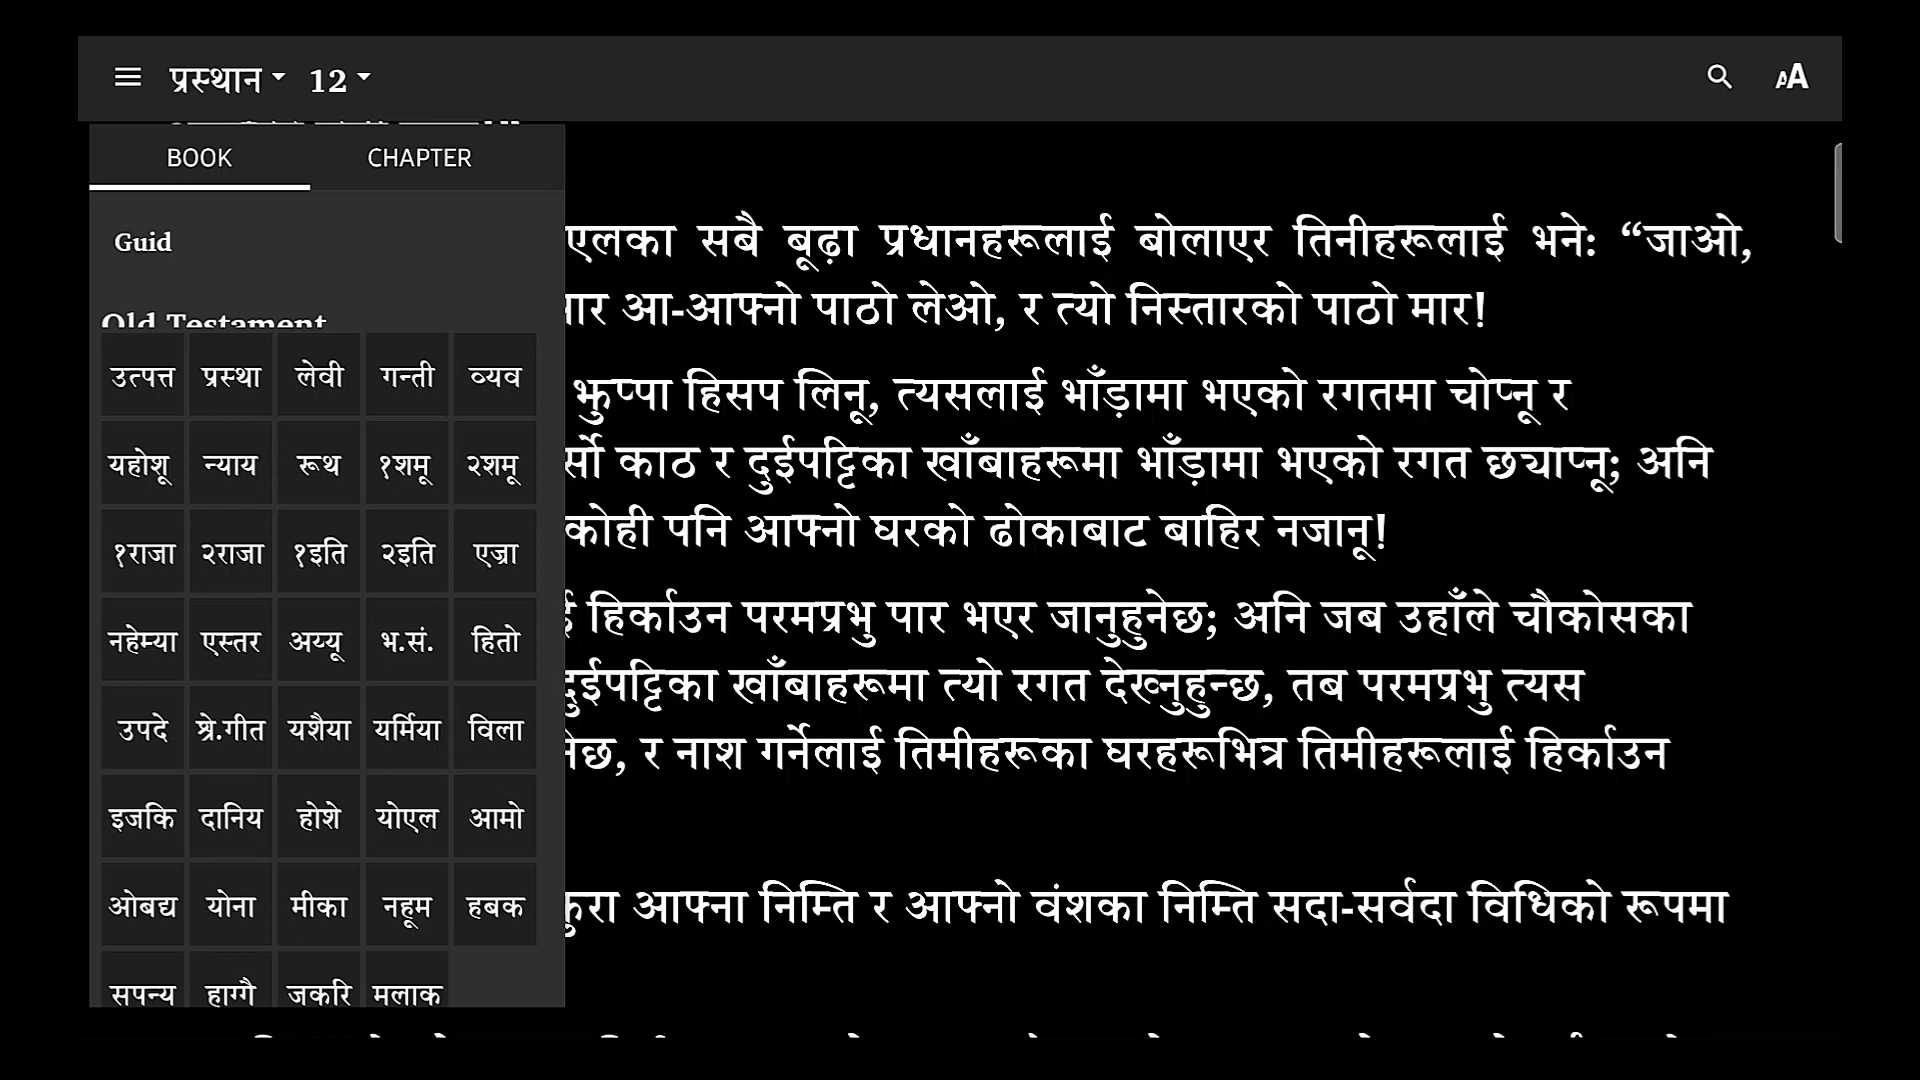 प्रस्थान 12 AA
BOOK CHAPTER
Guid
Old Testament
उत्पत्त प्रस्था लेवी गन्ती व्यव
यहोशू न्याय रूथ १शमू २शमू
१राजा २राजा १इति २इति एज्रा
नहेम्या एस्तर अय्यू भ.सं. हितो
उपदे श्रे.गीत यशैया यर्मिया विला
इजकि दानिय होशे योएल आमो
ओबद्य योना मीका नहूम हबक
सपन्य हाग्गै जकरि मलाक
एलका सबै बूढ़ा प्रधानहरूलाई बोलाएर तिनीहरूलाई भने: “जाओ,
आ-आफ्नो पाठो लेओ, र त्यो निस्तारको पाठो मार!
झुप्पा हिसप लिनू, त्यसलाई भाँड़ामा भएको रगतमा चोप्नू र
काठ र दुईपट्टिका खाँबाहरूमा भाँड़ामा भएको रगत छ्याप्नू; अनि
कोही पनि आफ्नो घरको ढोकाबाट बाहिर नजानू!
हिर्काउन परमप्रभु पार भएर जानुहुनेछ; अनि जब उहाँले चौकोसका
दुईपट्टिका खाँबाहरूमा त्यो रगत देख्नुहुन्छ, तब परमप्रभु त्यस
र नाश गर्नेलाई तिमीहरूका घरहरूभित्र तिमीहरूलाई हिर्काउन
कुरा आफ्ना निम्ति र आफ्नो वंशका निम्ति सदा-सर्वदा विधिको रूपमा